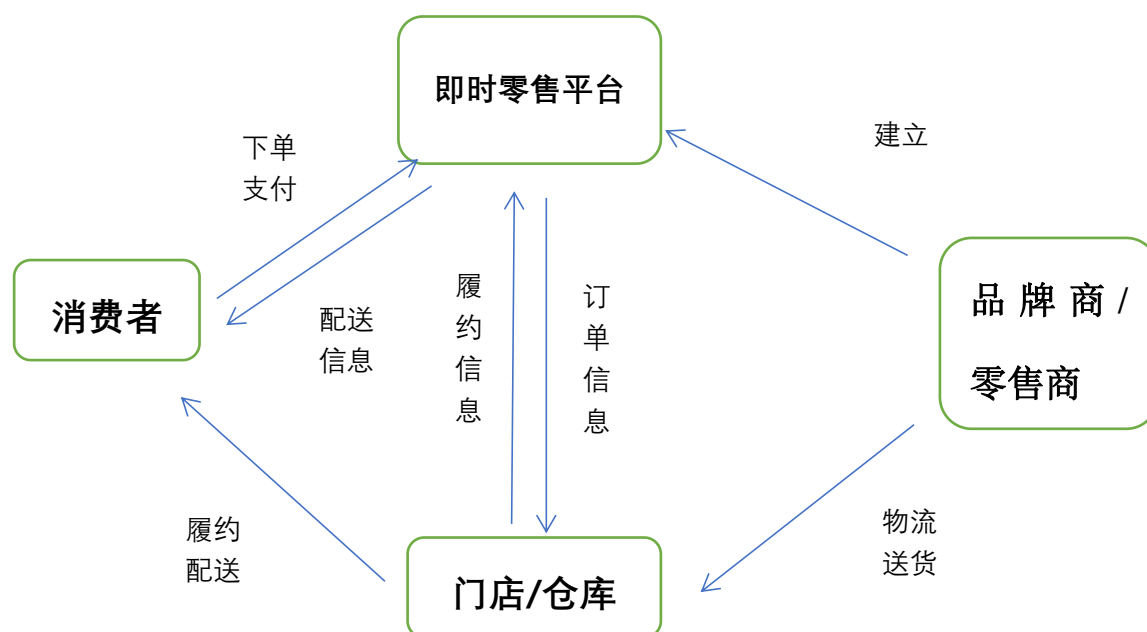 即时零售平台
下单
支付
建立
消费者
配送
信息
履
约
信
息
订
单
信
息
品 牌 商 /
零售商
履约
配送
物流
送货
门店/仓库